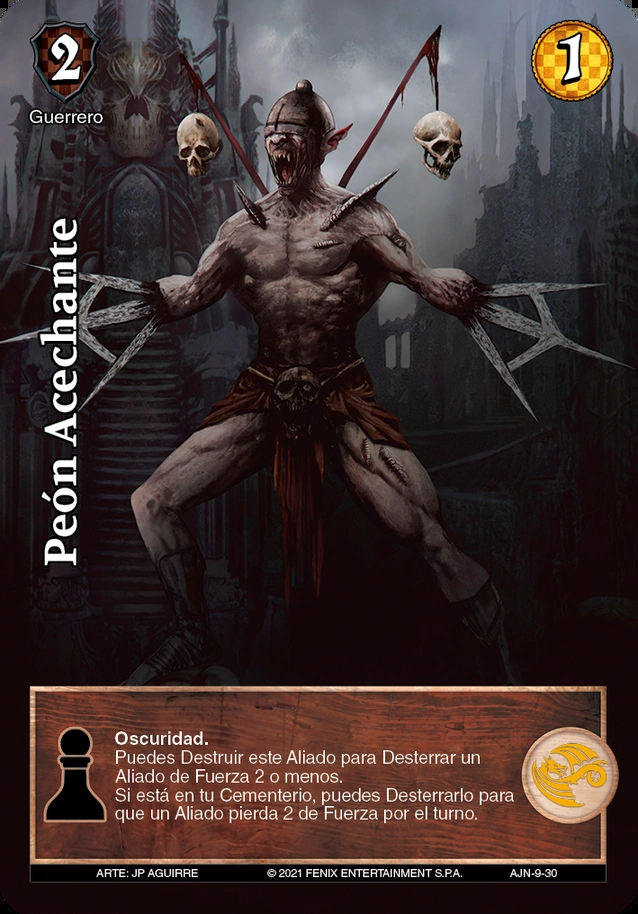 2
1
Guerrero
Peón Acechante
Oscuridad.
Puedes Destruir este Aliado para Desterrar un
Aliado de Fuerza 2 o menos.
Si está en tu Cementerio, puedes Desterrarlo para
que un Aliado pierda 2 de Fuerza por el turno.
ARTE: JP AGUIRRE © 2021 FENIX ENTERTAINMENT S.P.A. AJN-9-30